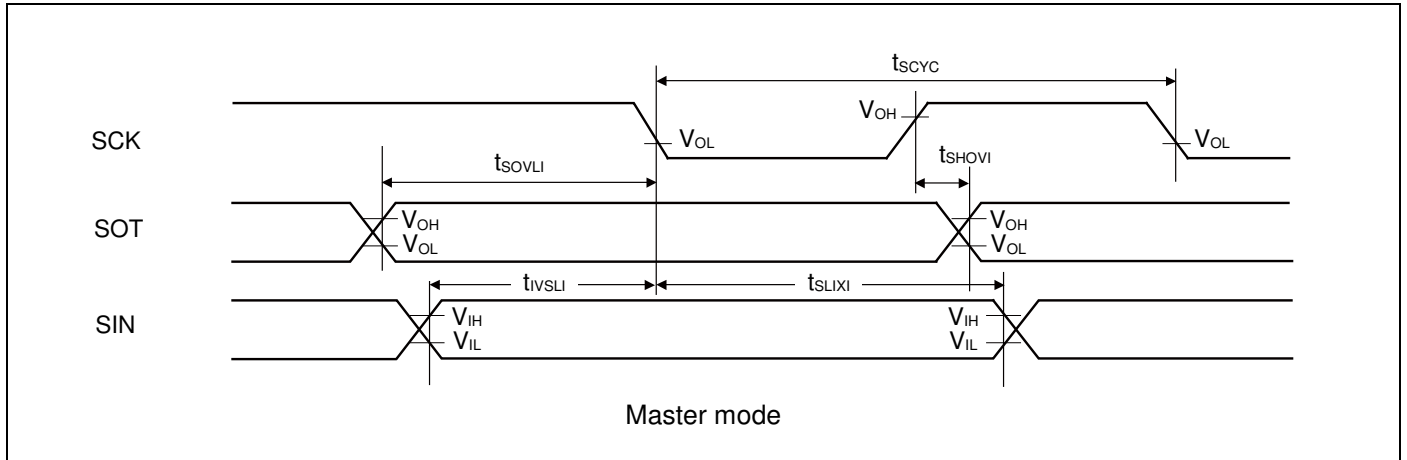 tSCYC
SCK
VOH
VOL
VOL
tSOVLI
tSHOVI
SOT
VOH
VOL
VOH
VOL
tIVSLI
tSLIXI
SIN
VIH
VIL
VIH
VIL
Master mode